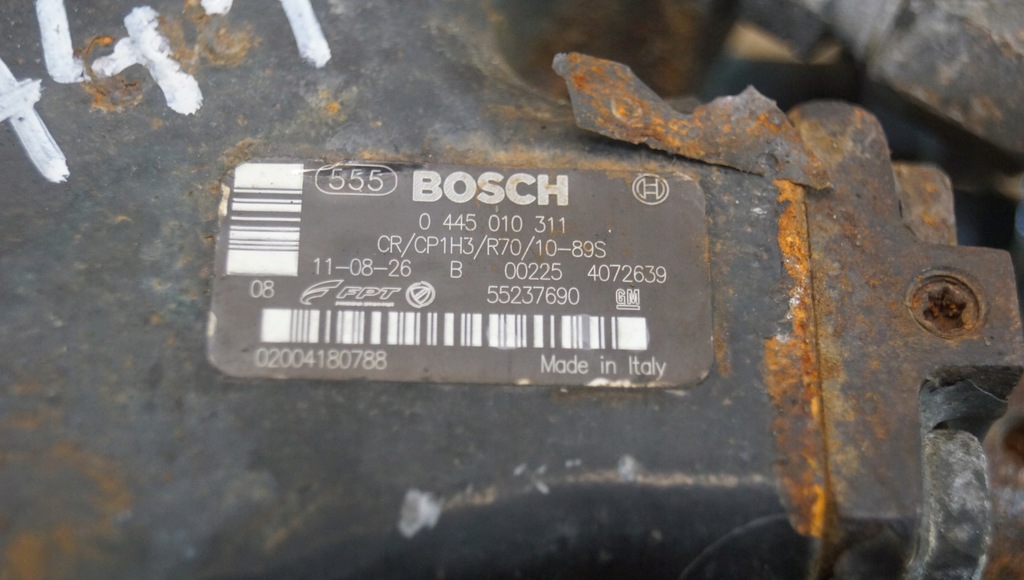 555 BOSCH
0 445 010 311
CR/CP1H3/R70/10-89S
11-08-26 B 00225 4072639
08 FPT 55237690 GM
02004180788 Made in Italy